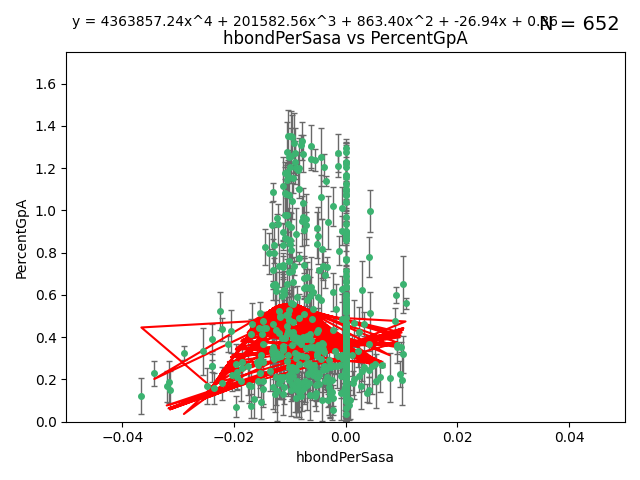 y = 4363857.24x^4 + 201582.56x^3 + 863.40x^2 + -26.94x + 
N = 652
hbondPerSasa vs PercentGpA
PercentGpA
1.6
1.4
1.2
1.0
0.8
0.6
0.4
0.2
0.0
−0.04
−0.02
0.00
0.02
0.04
hbondPerSasa